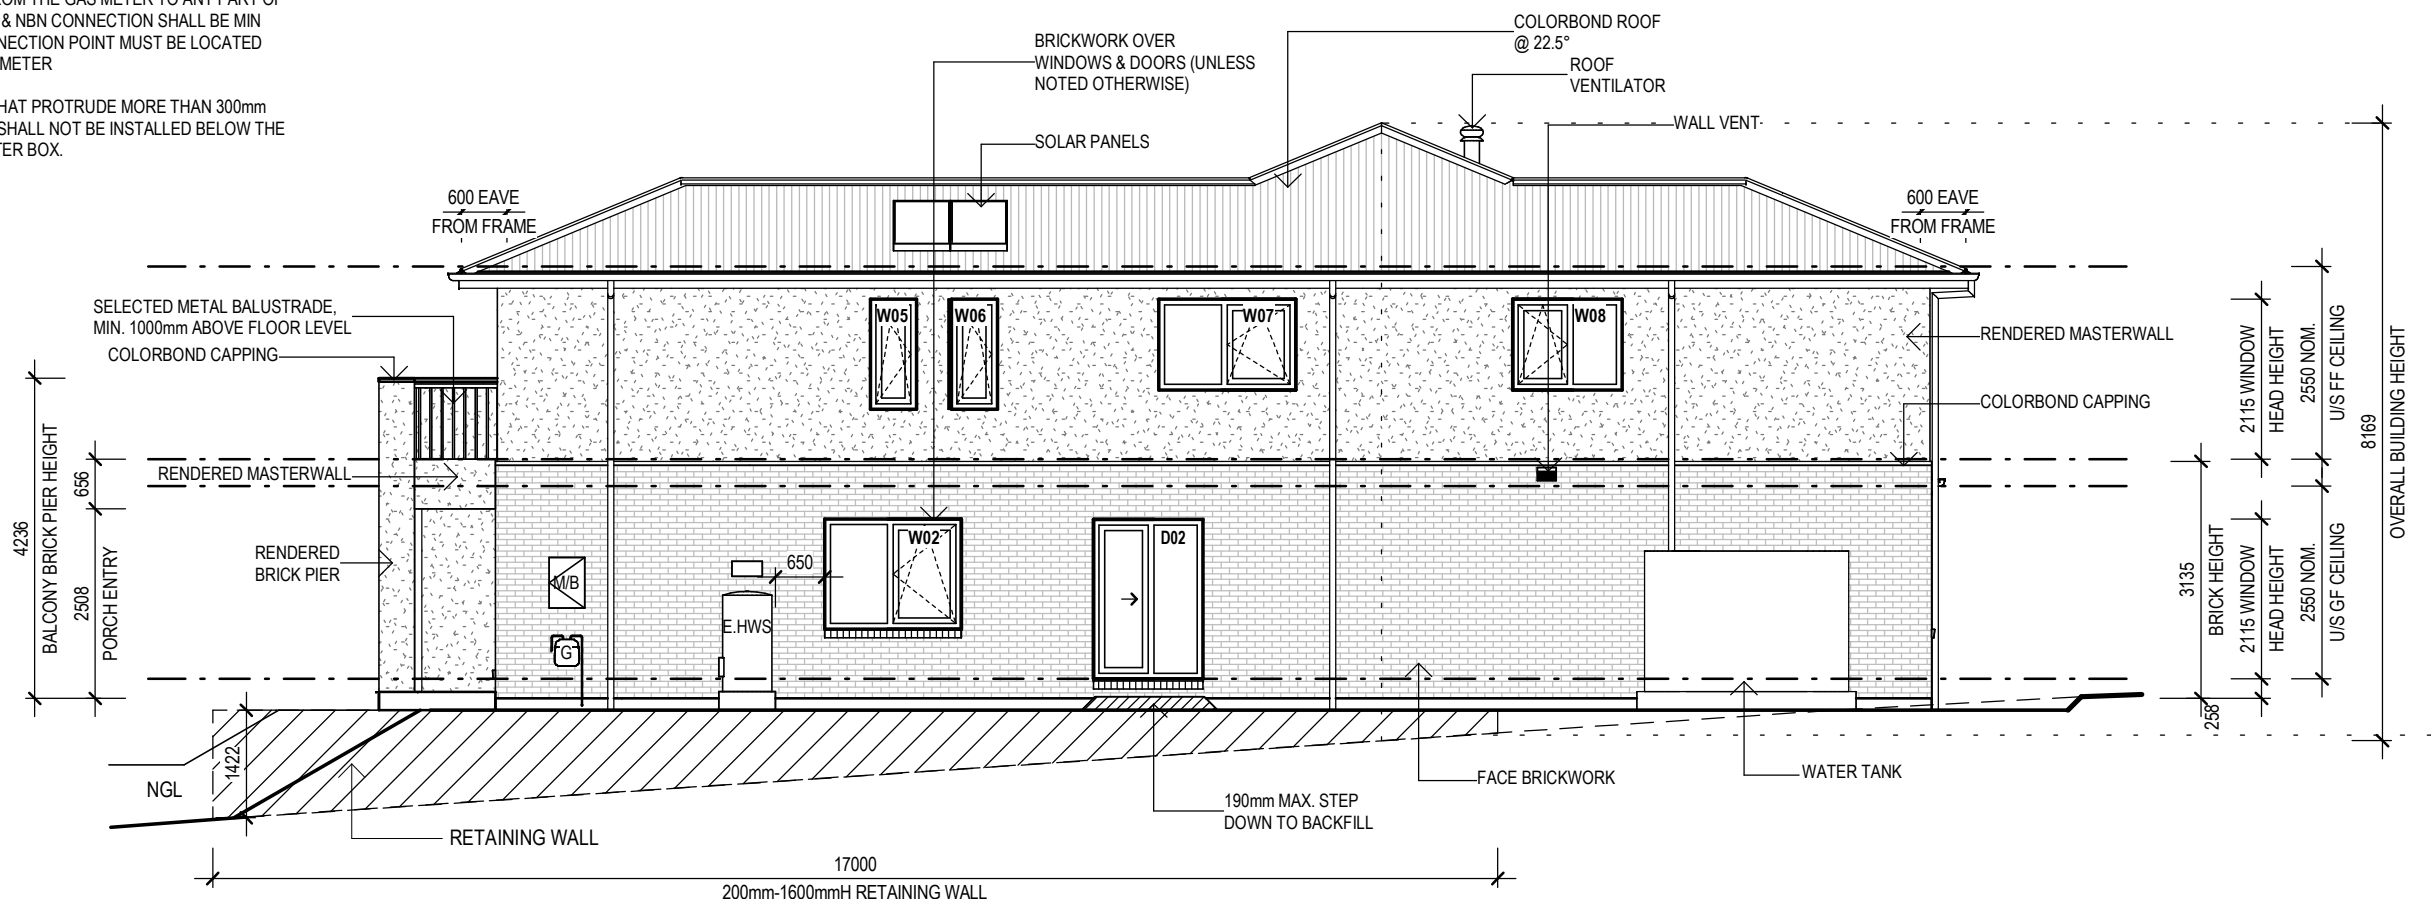 FROM THE GAS METER TO ANY PART OF
& NBN CONNECTION SHALL BE MIN
CONNECTION POINT MUST BE LOCATED
METER
THAT PROTRUDE MORE THAN 300mm
SHALL NOT BE INSTALLED BELOW THE
METER BOX.
BRICKWORK OVER
WINDOWS & DOORS (UNLESS
NOTED OTHERWISE)
SOLAR PANELS
COLORBOND ROOF
@ 22.5°
ROOF
VENTILATOR
WALL VENT
600 EAVE
FROM FRAME
600 EAVE
FROM FRAME
SELECTED METAL BALUSTRADE,
MIN. 1000mm ABOVE FLOOR LEVEL
COLORBOND CAPPING
RENDERED MASTERWALL
RENDERED
BRICK PIER
4236
BALCONY BRICK PIER HEIGHT
656
2508
PORCH ENTRY
W05
W06
W07
W08
RENDERED MASTERWALL
COLORBOND CAPPING
M/B
G
E.HWS
650
W02
D02
2115 WINDOW
HEAD HEIGHT
2550 NOM.
U/S FF CEILING
8169
OVERALL BUILDING HEIGHT
3135
BRICK HEIGHT
2115 WINDOW
HEAD HEIGHT
2550 NOM.
U/S GF CEILING
258
1422
NGL
RETAINING WALL
190mm MAX. STEP
DOWN TO BACKFILL
FACE BRICKWORK
WATER TANK
17000
200mm-1600mmH RETAINING WALL